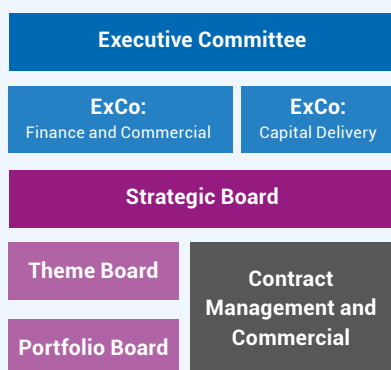 Executive Committee
ExCo:
Finance and Commercial
ExCo:
Capital Delivery
Strategic Board
Theme Board
Portfolio Board
Contract
Management and
Commercial